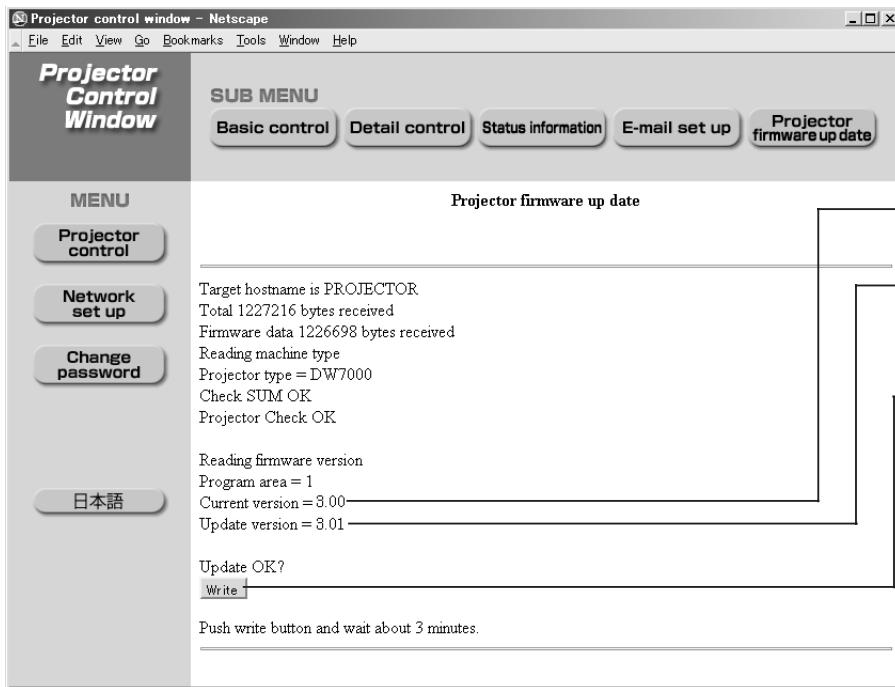 Projector control window - Netscape
File Edit View Go Bookmarks Tools Window Help
Projector
Control
Window
SUB MENU
Basic control Detail control Status information E-mail set up Projector firmware up date
MENU
Projector
control
Network
set up
Change
password
日本語
Projector firmware up date
Target hostname is PROJECTOR
Total 1227216 bytes received
Firmware data 1226698 bytes received
Reading machine type
Projector type = DW7000
Check SUM OK
Projector Check OK
Reading firmware version
Program area = 1
Current version = 3.00
Update version = 3.01
Update OK?
Write
Push write button and wait about 3 minutes.